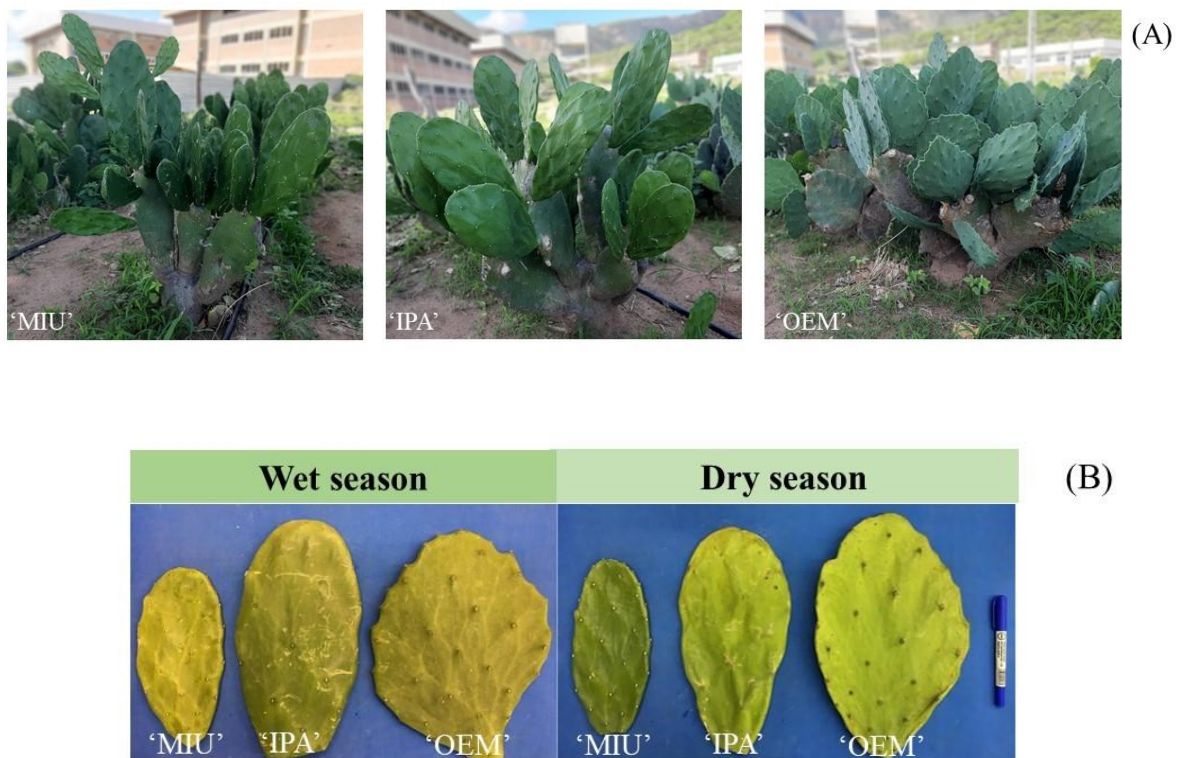 (A)
‘MIU’
‘IPA’
‘OEM’
Wet season
Dry season
(B)
‘MIU’
‘IPA’
‘OEM’
‘MIU’
‘IPA’
‘OEM’